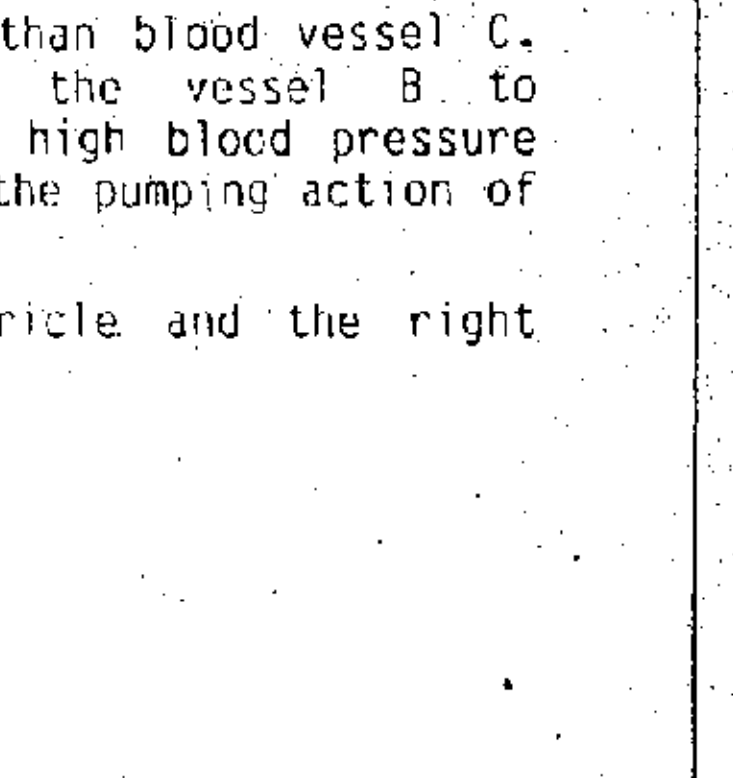 than blood vessel C.
the vessel B to
high blood pressure
the pumping action of
ricle and the right